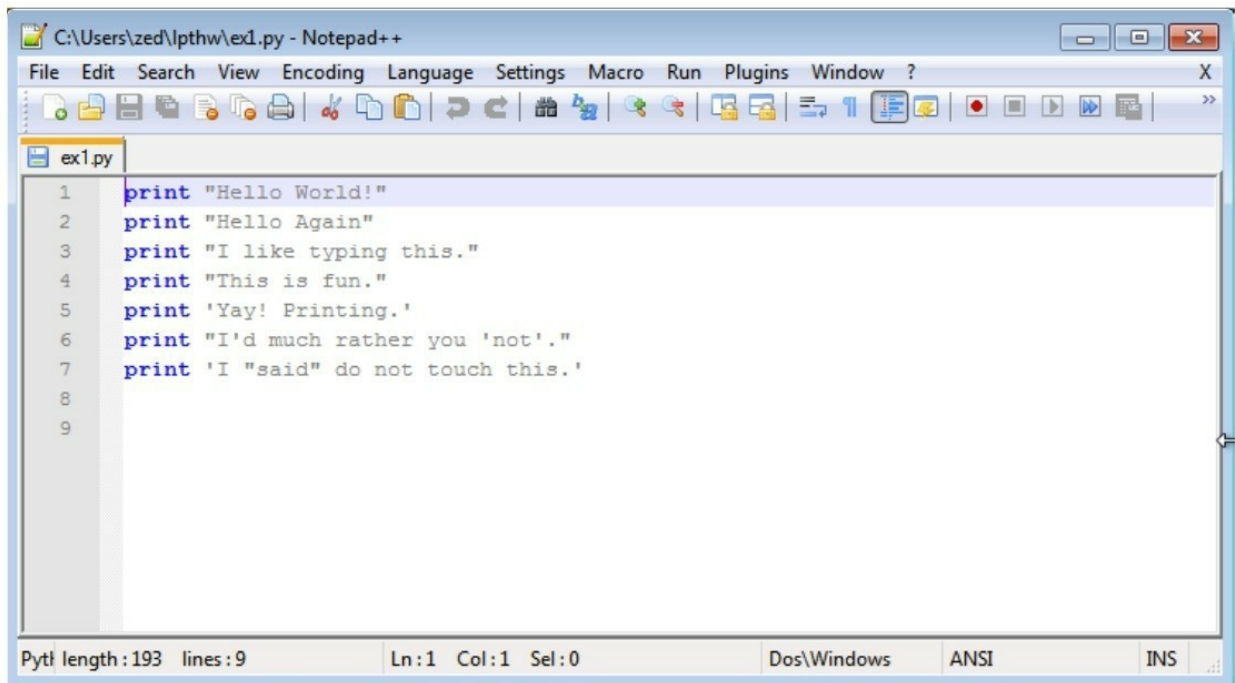 C:\Users\zed\lpthw\ex1.py - Notepad++
File Edit Search View Encoding Language Settings Macro Run Plugins Window ? X
ex1.py
1 print "Hello World!"
2 print "Hello Again"
3 print "I like typing this."
4 print "This is fun."
5 print 'Yay! Printing.'
6 print "I'd much rather you 'not'."
7 print 'I "said" do not touch this.'
8
9
Pyth length : 193 lines : 9 Ln : 1 Col : 1 Sel : 0 Dos\Windows ANSI INS